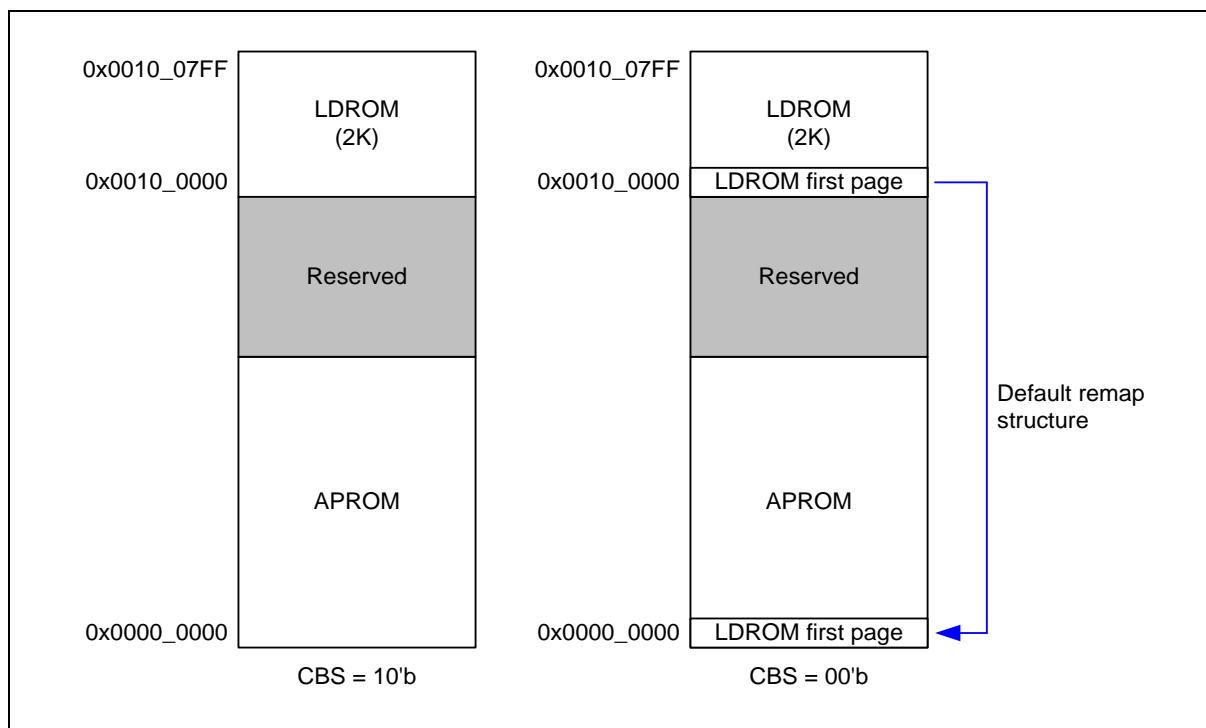 0x0010_07FF
LDROM
(2K)
0x0010_0000
Reserved
APROM
0x0000_0000
CBS = 10'b
0x0010_07FF
LDROM
(2K)
0x0010_0000
LDROM first page
Reserved
APROM
0x0000_0000
LDROM first page
CBS = 00'b
Default remap
structure